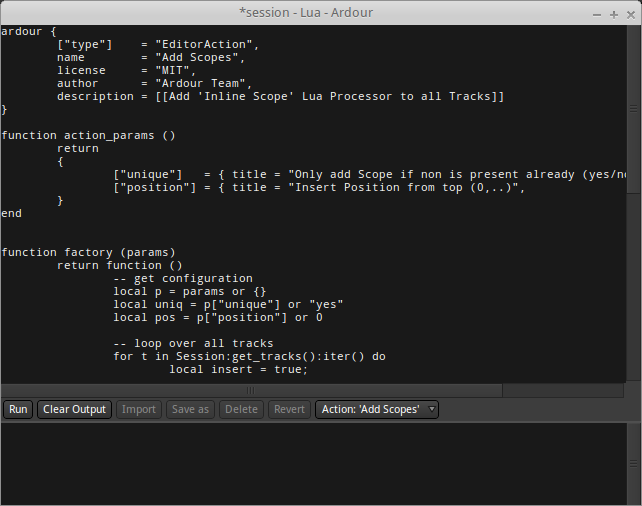 *session - Lua - Ardour
ardour {
["type"] = "EditorAction",
name = "Add Scopes",
license = "MIT",
author = "Ardour Team",
description = [[Add 'Inline Scope' Lua Processor to all Tracks]]
}
function action_params ()
return
{
["unique"] = { title = "Only add Scope if non is present already (yes/no
["position"] = { title = "Insert Position from top (0,..)",
}
end
function factory (params)
return function ()
-- get configuration
local p = params or {}
local uniq = p["unique"] or "yes"
local pos = p["position"] or 0
-- loop over all tracks
for t in Session:get_tracks():iter() do
local insert = true;
Run Clear Output Import Save as Delete Revert Action: 'Add Scopes'